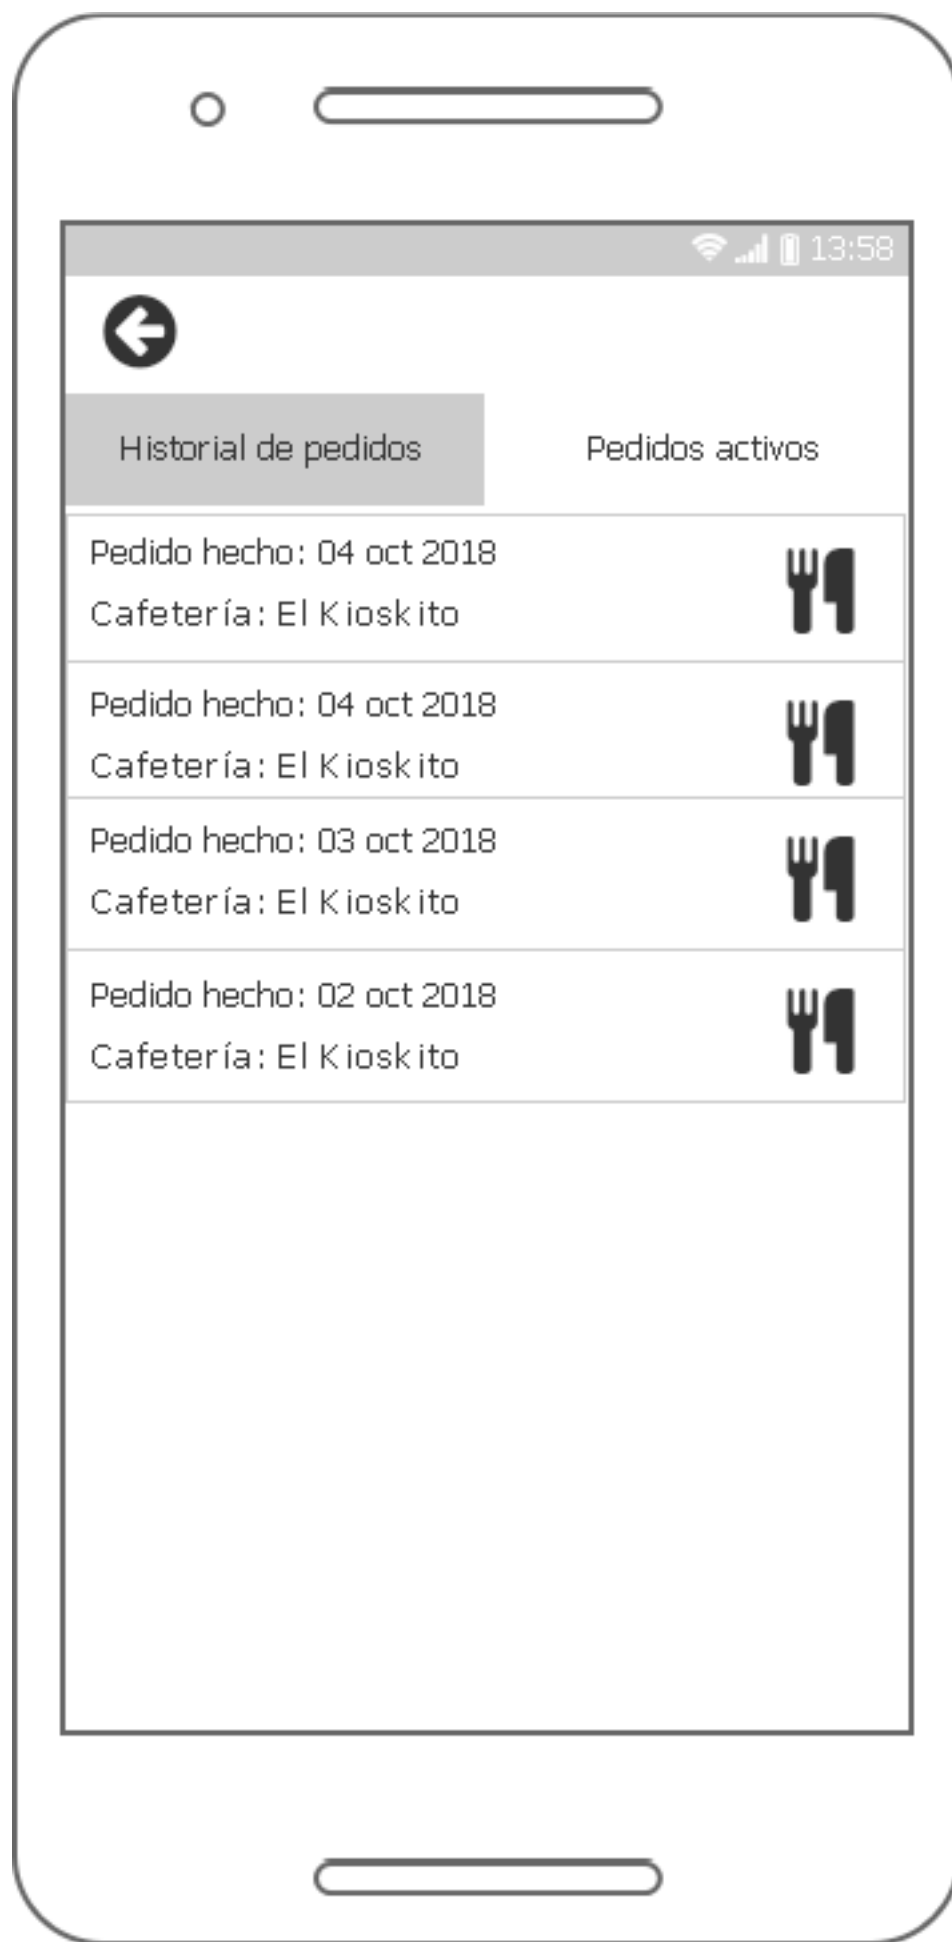 13:58
Historial de pedidos
Pedidos activos
Pedido hecho: 04 oct 2018
Cafetería: El Kioskito
Pedido hecho: 04 oct 2018
Cafetería: El Kioskito
Pedido hecho: 03 oct 2018
Cafetería: El Kioskito
Pedido hecho: 02 oct 2018
Cafetería: El Kioskito